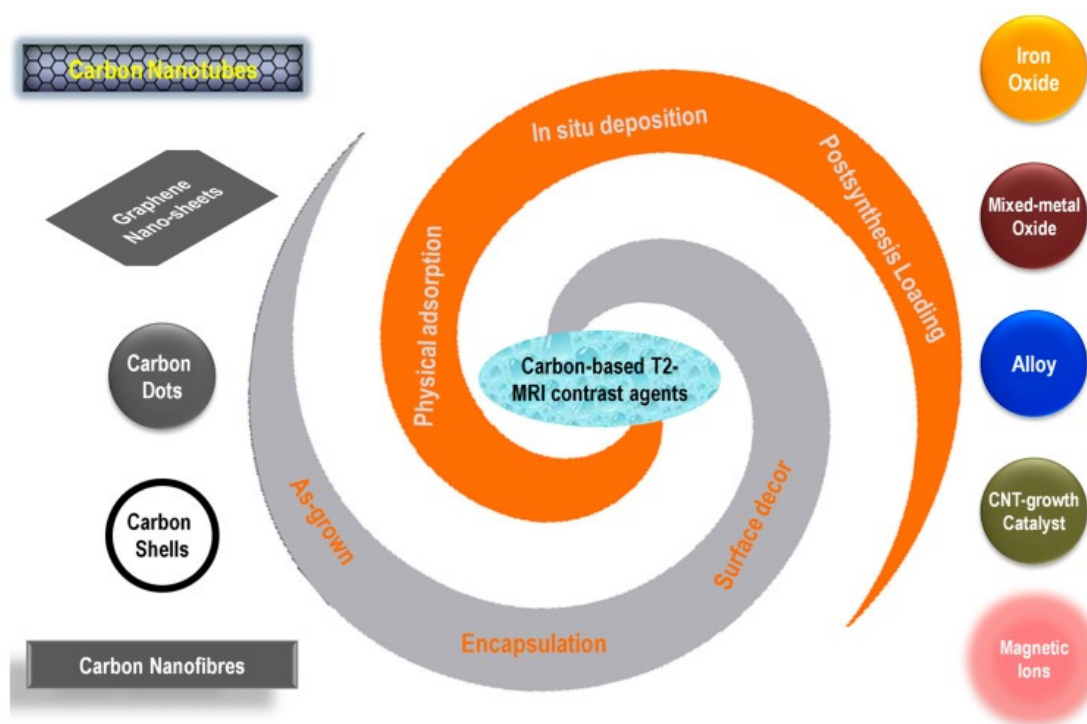 Carbon Nanotubes
Graphene
Nano-sheets
Carbon
Dots
Carbon
Shells
Carbon Nanofibres
In situ deposition
Postsynthesis Loading
Physical adsorption
Carbon-based T2-
MRI contrast agents
As-grown
Surface decor
Encapsulation
Iron
Oxide
Mixed-metal
Oxide
Alloy
CNT-growth
Catalyst
Magnetic
Ions